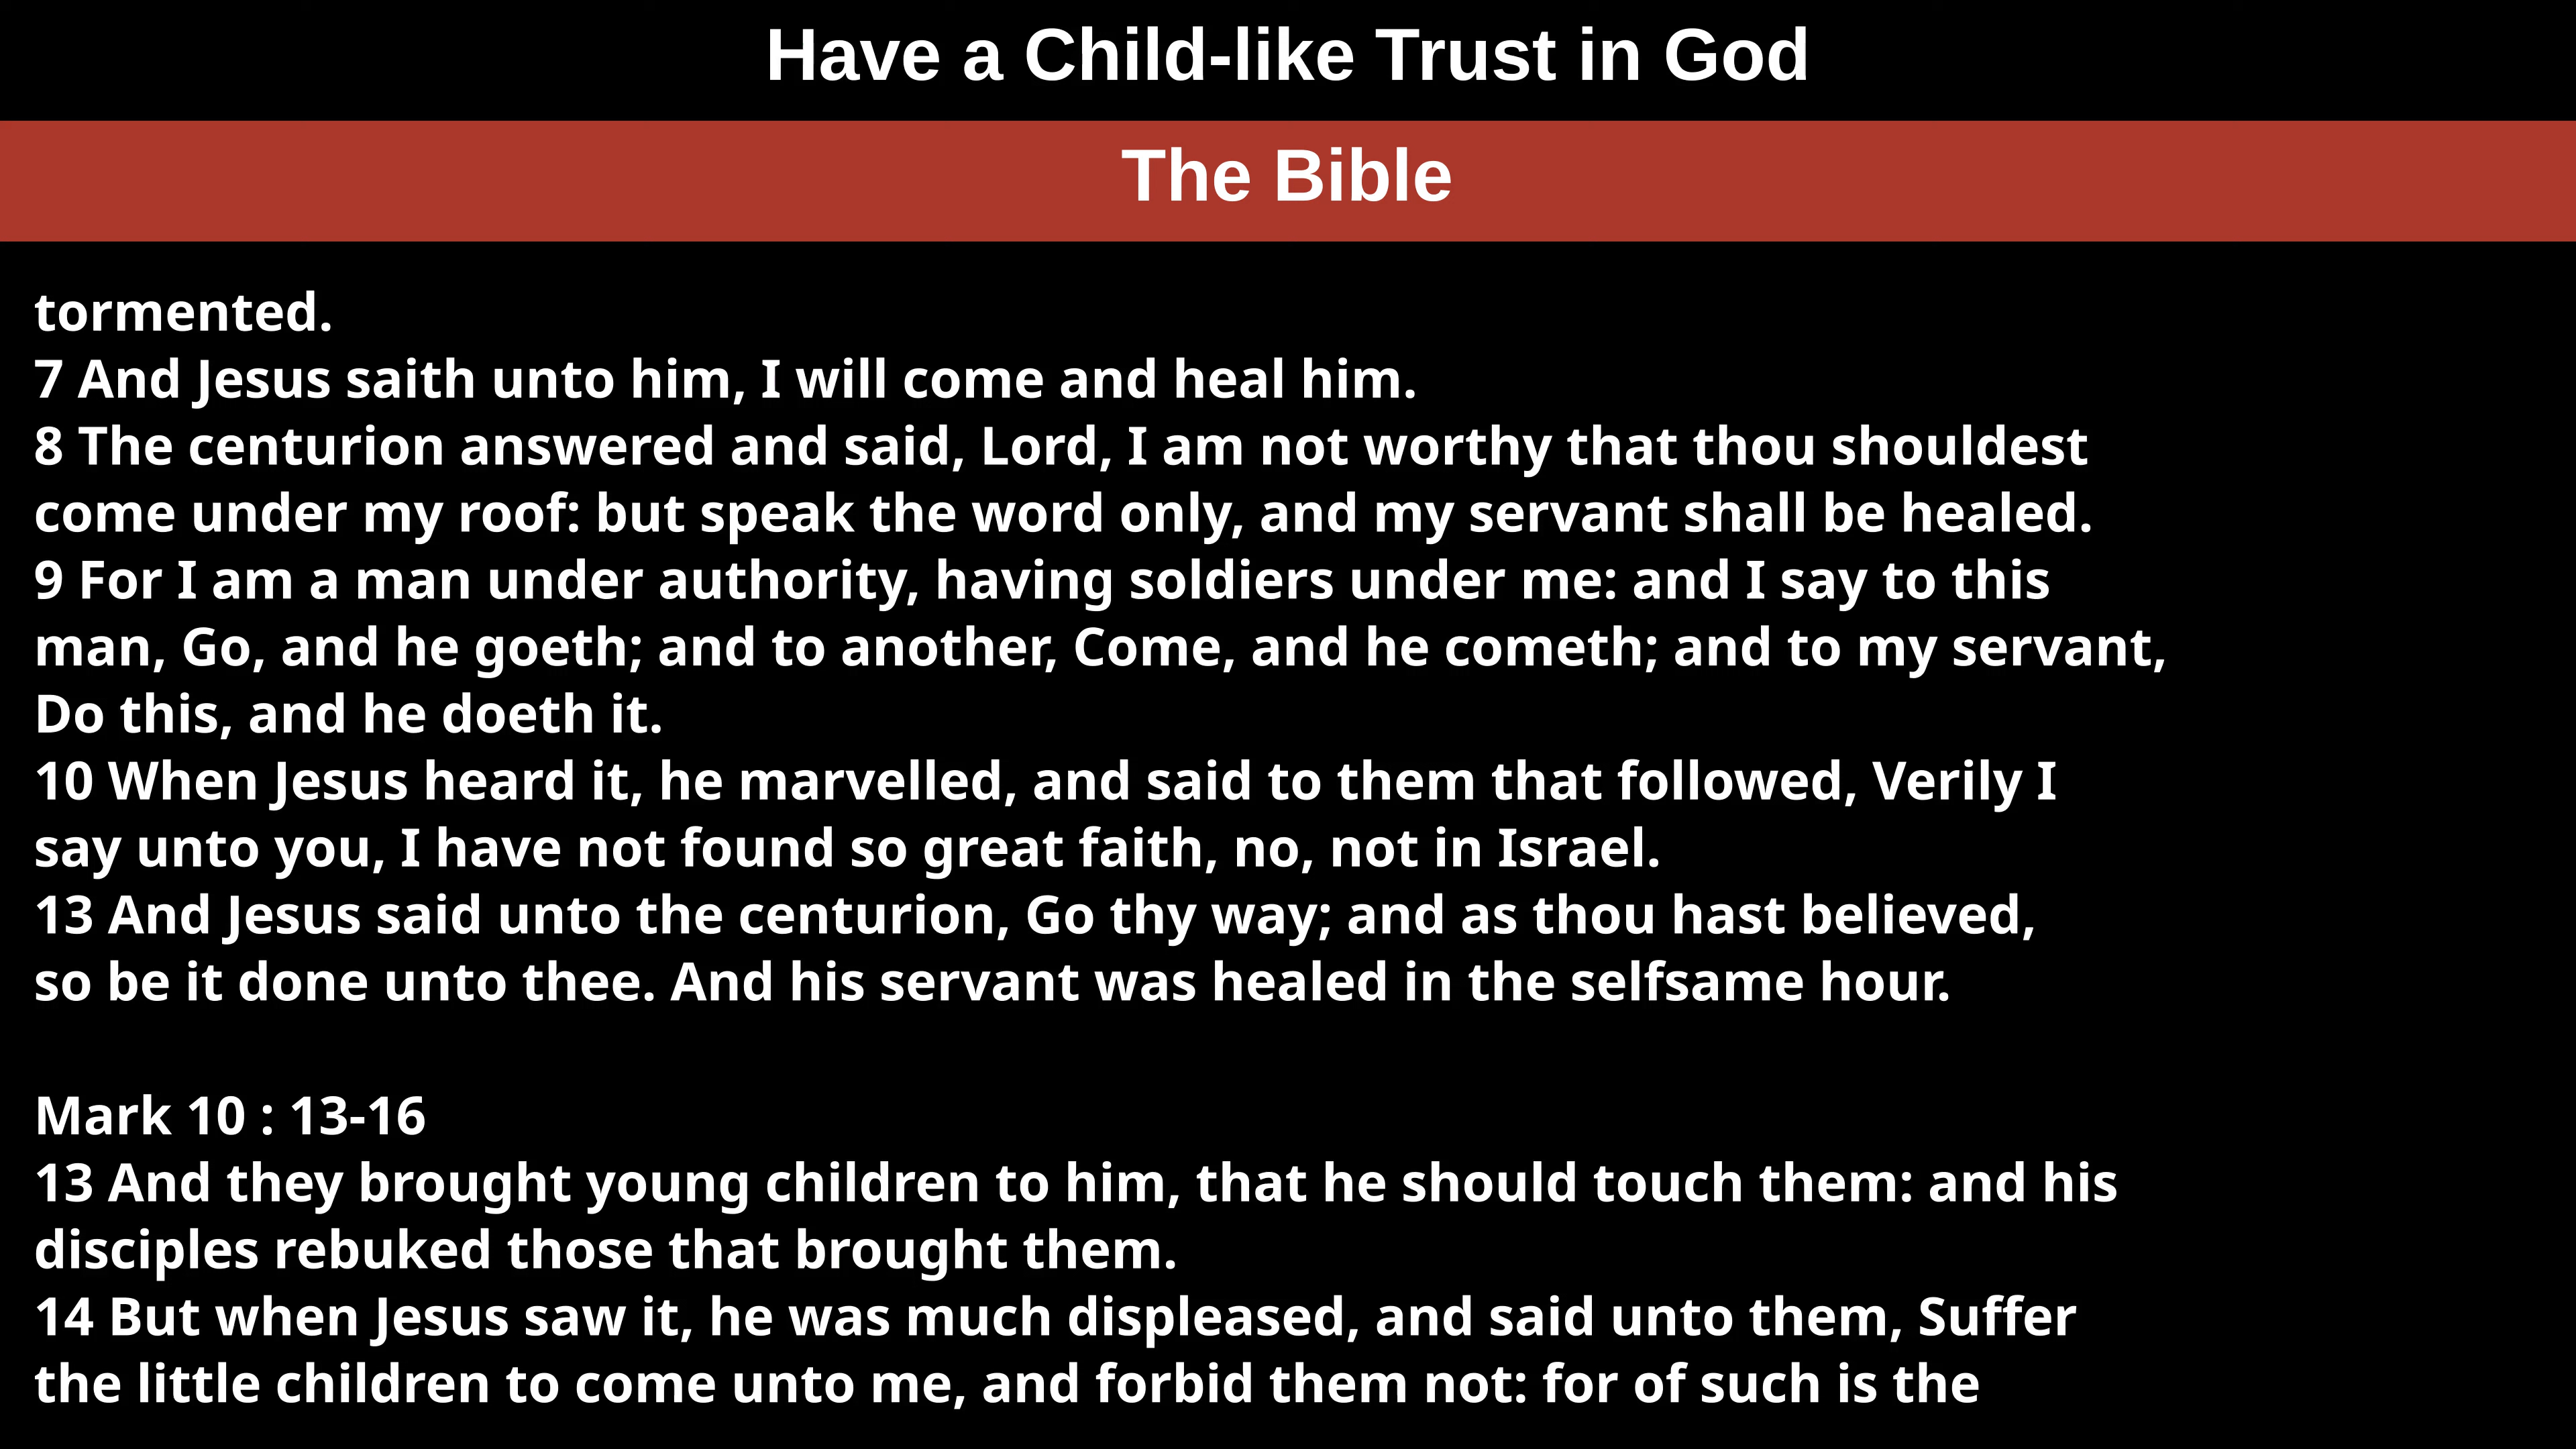 Have a Child-like Trust in God
The Bible
tormented.
7 And Jesus saith unto him, I will come and heal him.
8 The centurion answered and said, Lord, I am not worthy that thou shouldest
come under my roof: but speak the word only, and my servant shall be healed.
9 For I am a man under authority, having soldiers under me: and I say to this
man, Go, and he goeth; and to another, Come, and he cometh; and to my servant,
Do this, and he doeth it.
10 When Jesus heard it, he marvelled, and said to them that followed, Verily I
say unto you, I have not found so great faith, no, not in Israel.
13 And Jesus said unto the centurion, Go thy way; and as thou hast believed,
so be it done unto thee. And his servant was healed in the selfsame hour.
Mark 10 : 13-16
13 And they brought young children to him, that he should touch them: and his
disciples rebuked those that brought them.
14 But when Jesus saw it, he was much displeased, and said unto them, Suffer
the little children to come unto me, and forbid them not: for of such is the